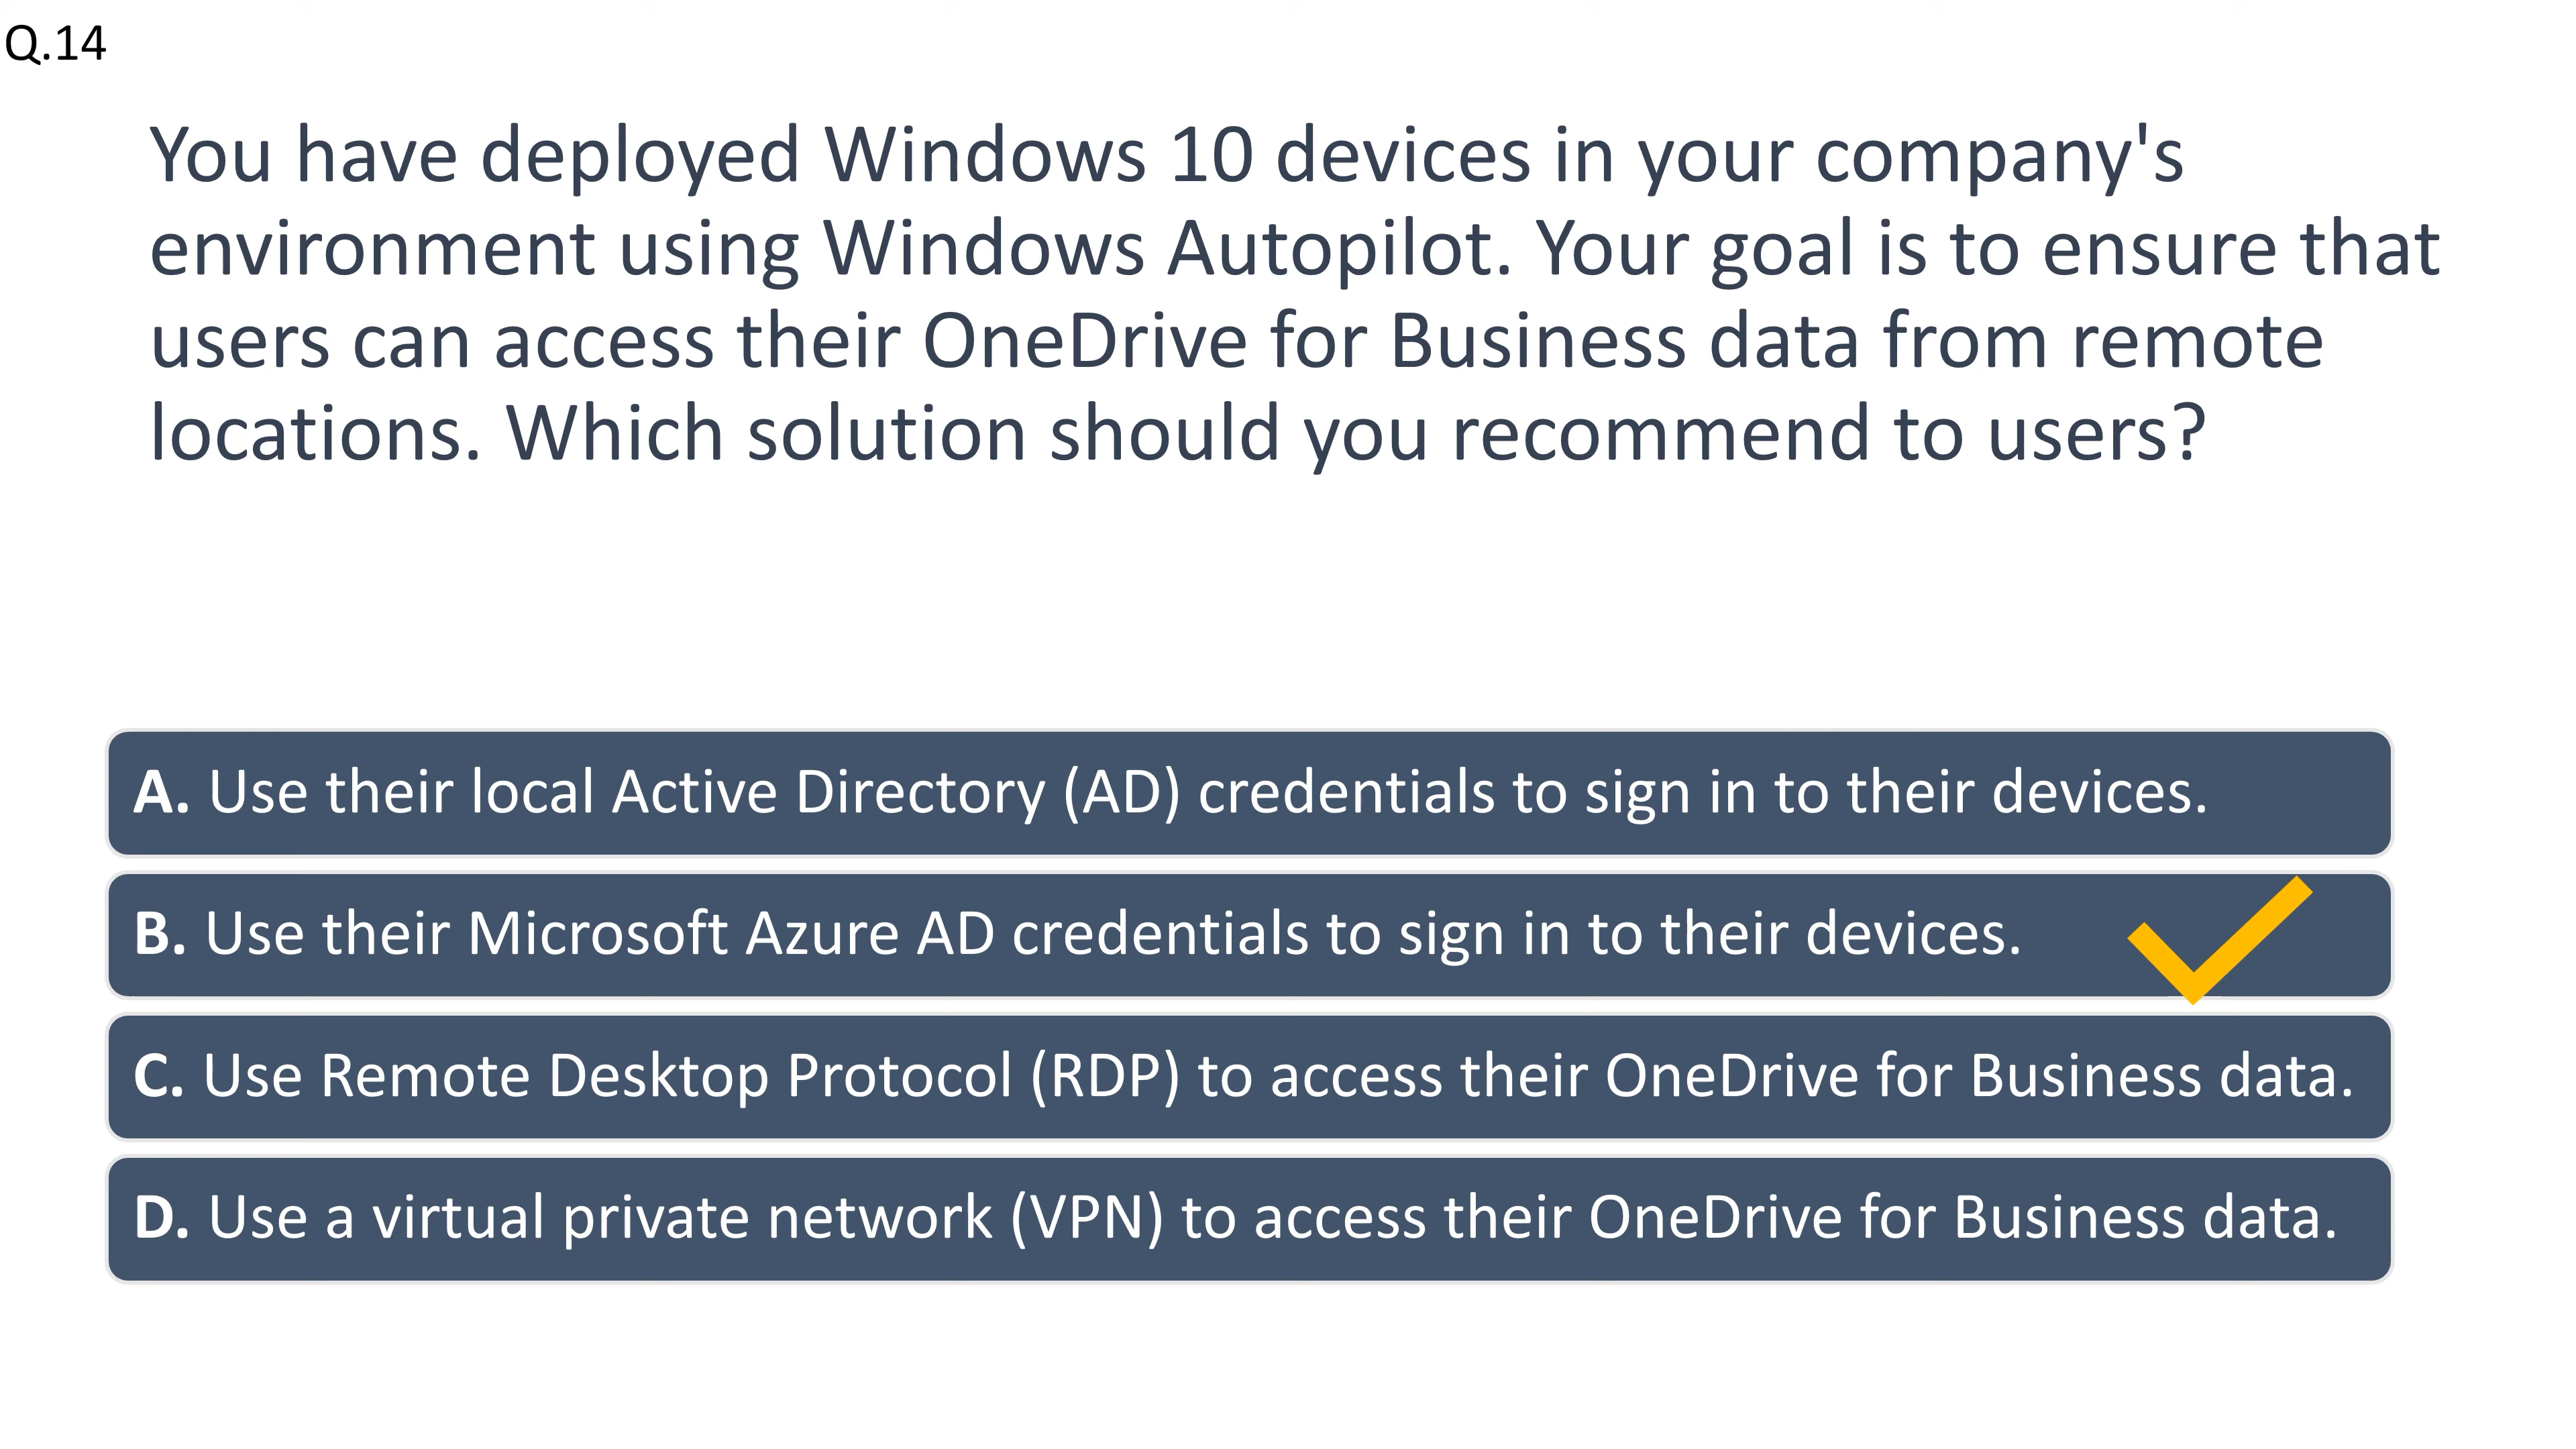 Q.14
You have deployed Windows 10 devices in your company's
environment using Windows Autopilot. Your goal is to ensure that
users can access their OneDrive for Business data from remote
locations. Which solution should you recommend to users?
A. Use their local Active Directory (AD) credentials to sign in to their devices.
B. Use their Microsoft Azure AD credentials to sign in to their devices.
C. Use Remote Desktop Protocol (RDP) to access their OneDrive for Business data.
D. Use a virtual private network (VPN) to access their OneDrive for Business data.